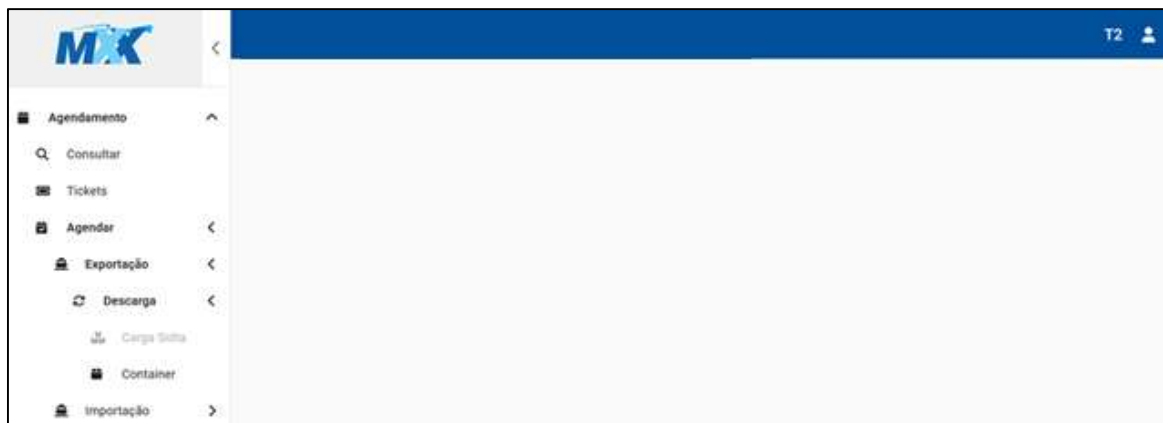 MXK
T2
Agendamento
Consultar
Tickets
Agendar
Exportação
Descarga
Carga Solta
Container
Importação